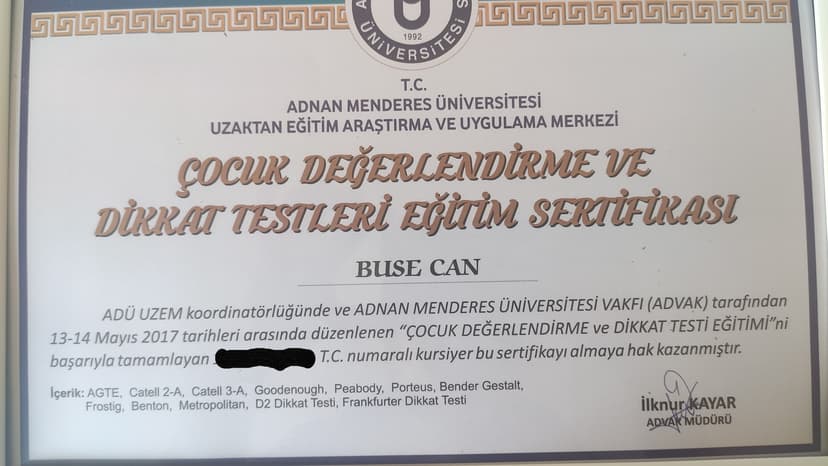 ÜNİVERSİTESİ
1992
T.C.
ADNAN MENDERES ÜNİVERSİTESİ
UZAKTAN EĞİTİM ARAŞTIRMA VE UYGULAMA MERKEZİ
ÇOCUK DEĞERLENDİRME VE
DİKKAT TESTLERİ EĞİTİM SERTİFİKASI
BUSE CAN
ADÜ UZEM koordinatörlüğünde ve ADNAN MENDERES ÜNİVERSİTESİ VAKFI (ADVAK) tarafından
13-14 Mayıs 2017 tarihleri arasında düzenlenen “ÇOCUK DEĞERLENDİRME ve DİKKAT TESTİ EĞİTİMİ”ni
başarıyla tamamlayan T.C. numaralı kursiyer bu sertifikayı almaya hak kazanmıştır.
İçerik: AGTE, Catell 2-A, Catell 3-A, Goodenough, Peabody, Porteus, Bender Gestalt,
Frostig, Benton, Metropolitan, D2 Dikkat Testi, Frankfurter Dikkat Testi
İlknur KAYAR
ADVAK MÜDÜRÜ